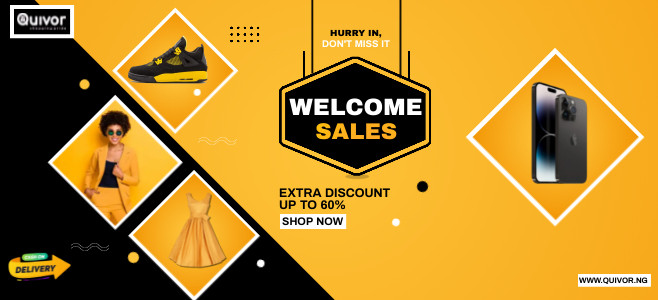 Quivor
HURRY IN,
DON'T MISS IT
WELCOME
SALES
EXTRA DISCOUNT
UP TO 60%
SHOP NOW
DELIVERY
WWW.QUIVOR.NG